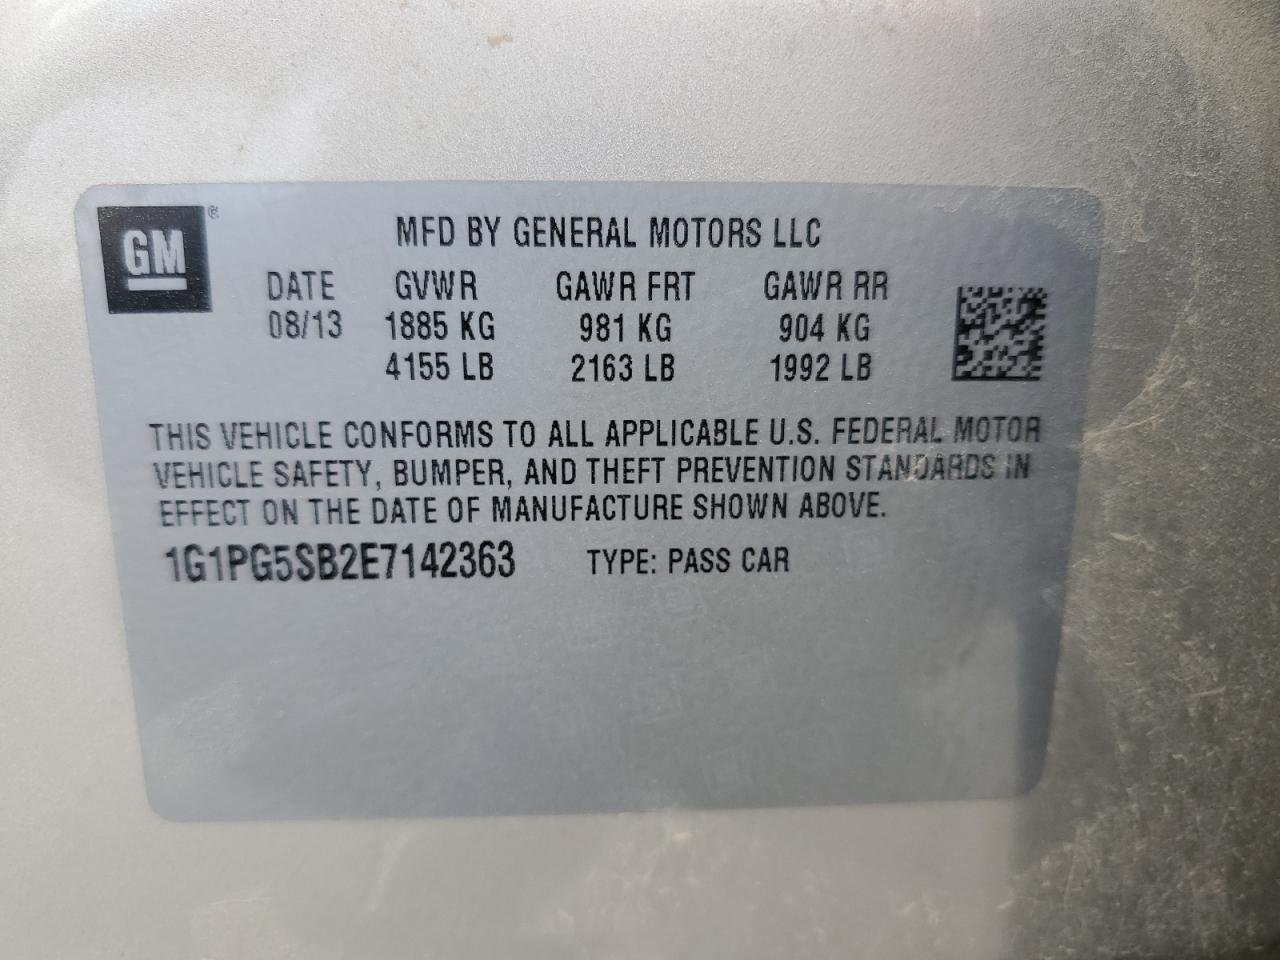 GM®
MFD BY GENERAL MOTORS LLC
DATE GVWR GAWR FRT GAWR RR
08/13 1885 KG 981 KG 904 KG
4155 LB 2163 LB 1992 LB
THIS VEHICLE CONFORMS TO ALL APPLICABLE U.S. FEDERAL MOTOR
VEHICLE SAFETY, BUMPER, AND THEFT PREVENTION STANDARDS IN
EFFECT ON THE DATE OF MANUFACTURE SHOWN ABOVE.
1G1PG5SB2E7142363 TYPE: PASS CAR